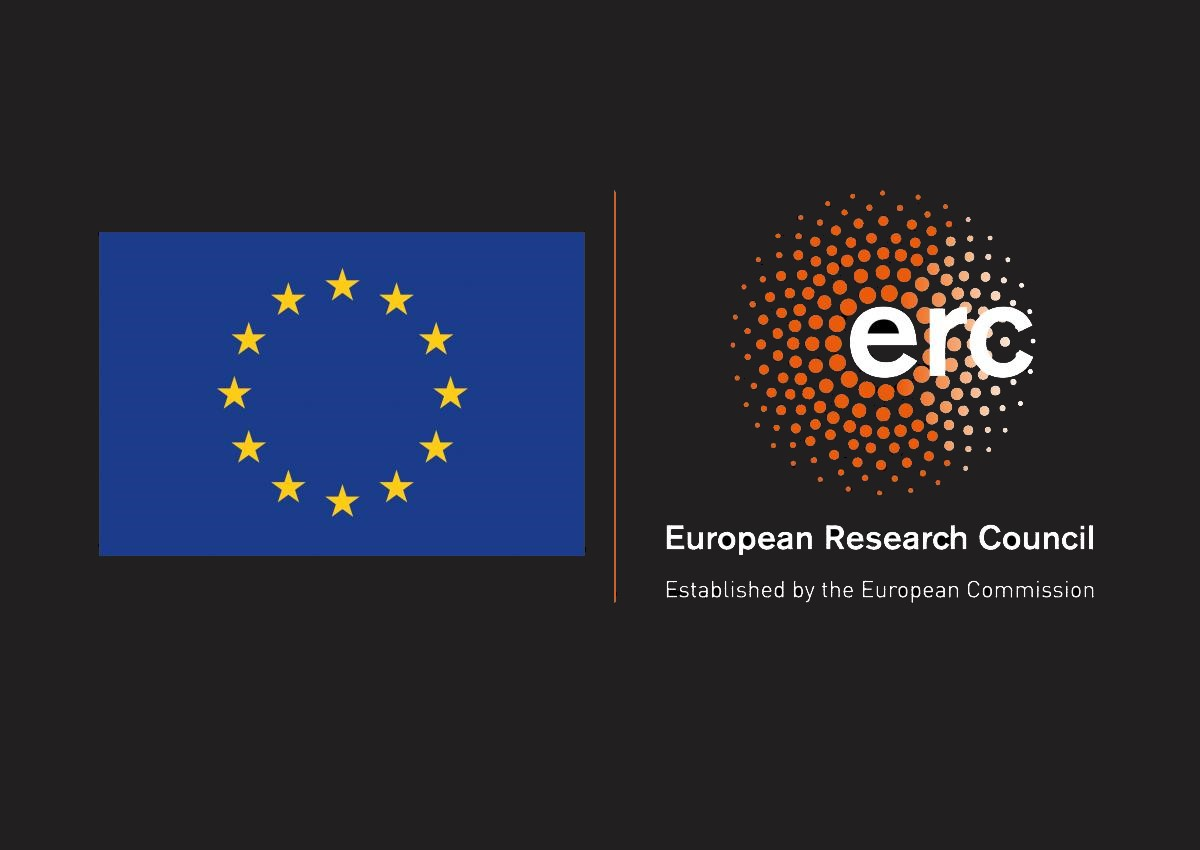 erc
European Research Council
Established by the European Commission